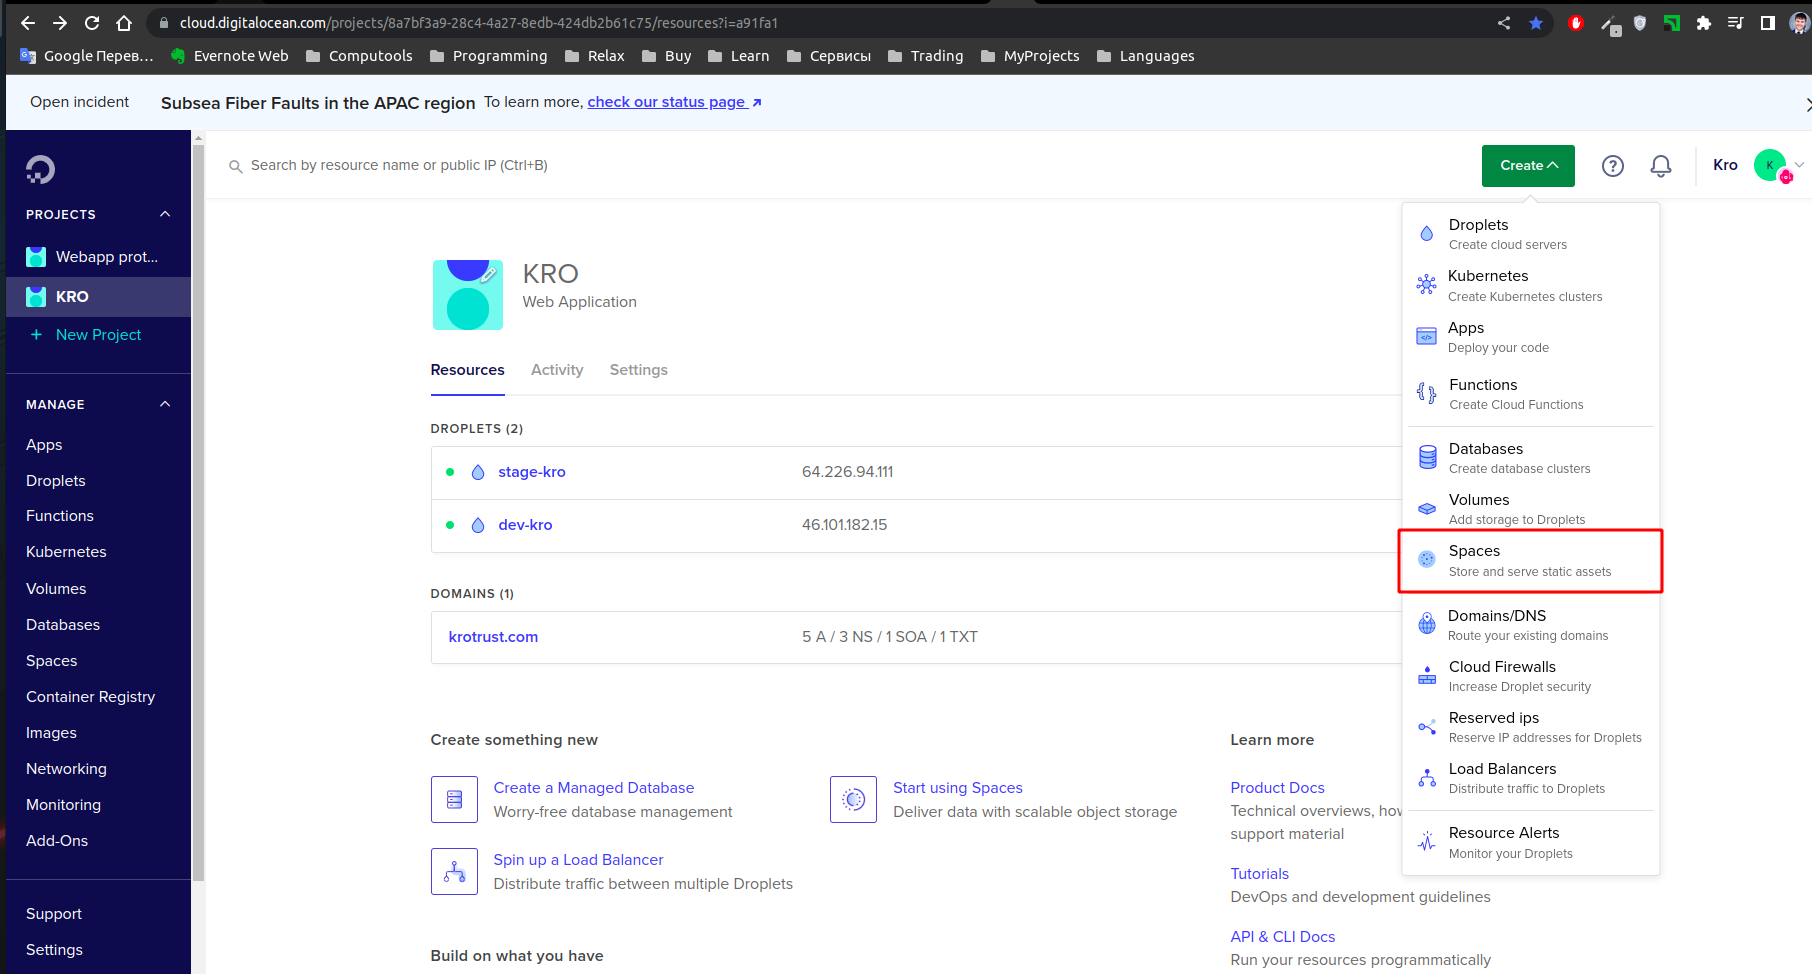 cloud.digitalocean.com/projects/8a7bf3a9-28c4-4a27-8edb-424db2b61c75/resources?i=a91fa1
Google Перев... Evernote Web Computools Programming Relax Buy Learn Сервисы Trading MyProjects Languages
Open incident Subsea Fiber Faults in the APAC region To learn more, check our status page
Search by resource name or public IP (Ctrl+B)
Create
Kro
K
PROJECTS
Webapp prot...
KRO
+ New Project
MANAGE
Apps
Droplets
Functions
Kubernetes
Volumes
Databases
Spaces
Container Registry
Images
Networking
Monitoring
Add-Ons
Support
Settings
KRO
Web Application
Resources Activity Settings
DROPLETS (2)
stage-kro 64.226.94.111
dev-kro 46.101.182.15
DOMAINS (1)
krotrust.com 5 A / 3 NS / 1 SOA / 1 TXT
Create something new
Create a Managed Database
Worry-free database management
Start using Spaces
Deliver data with scalable object storage
Spin up a Load Balancer
Distribute traffic between multiple Droplets
Build on what you have
Learn more
Product Docs
Technical overviews, how
support material
Tutorials
DevOps and development guidelines
API & CLI Docs
Run your resources programmatically
Droplets
Create cloud servers
Kubernetes
Create Kubernetes clusters
Apps
Deploy your code
Functions
Create Cloud Functions
Databases
Create database clusters
Volumes
Add storage to Droplets
Spaces
Store and serve static assets
Domains/DNS
Route your existing domains
Cloud Firewalls
Increase Droplet security
Reserved ips
Reserve IP addresses for Droplets
Load Balancers
Distribute traffic to Droplets
Resource Alerts
Monitor your Droplets